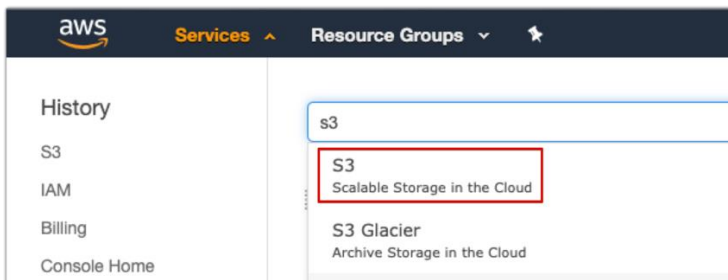 aws
Services
Resource Groups
History
S3
IAM
Billing
Console Home
s3
S3
Scalable Storage in the Cloud
S3 Glacier
Archive Storage in the Cloud